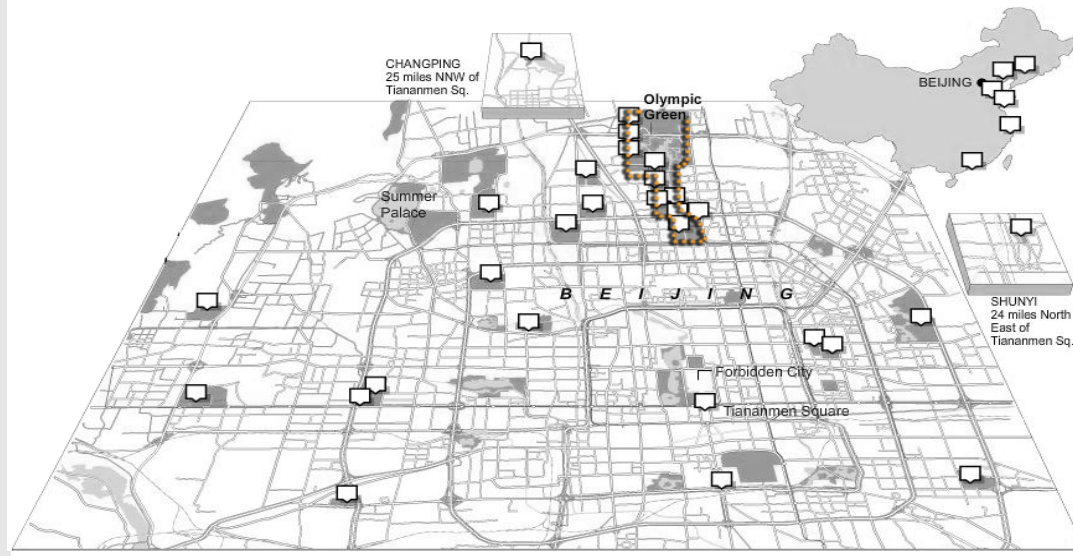 CHANGPING
25 miles NNW of
Tiananmen Sq.
BEIJING
Olympic
Green
Summer
Palace
BEIJING
SHUNYI
24 miles North
East of
Tiananmen Sq.
Forbidden City
Tiananmen Square